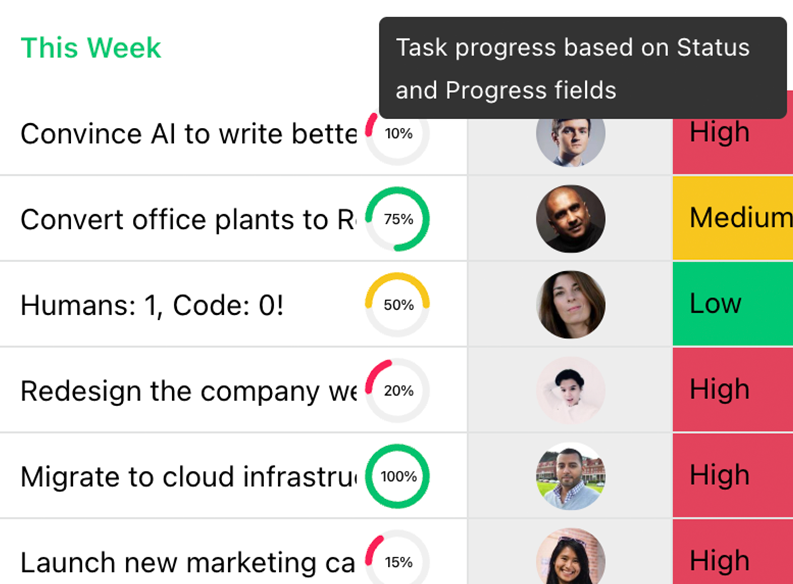 This Week
Task progress based on Status
and Progress fields
Convince AI to write bette 10% High
Convert office plants to R 75% Medium
Humans: 1, Code: 0! 50% Low
Redesign the company we 20% High
Migrate to cloud infrastru 100% High
Launch new marketing ca 15% High